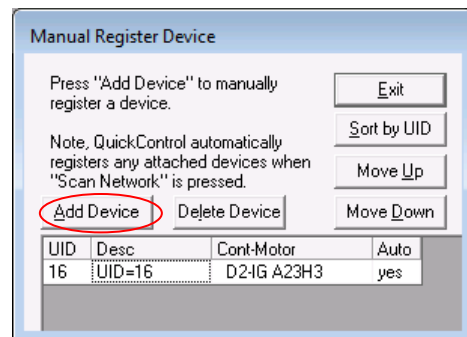 Manual Register Device
Press "Add Device" to manually
register a device.
Exit
Sort by UID
Note, QuickControl automatically
registers any attached devices when
"Scan Network" is pressed.
Move Up
Add Device
Delete Device
Move Down
UID Desc Cont-Motor Auto
16 UID=16 D2-IG A23H3 yes